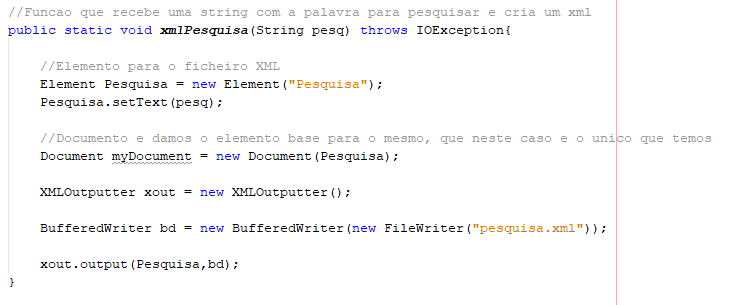 //Funcao que recebe uma string com a palavra para pesquisar e cria um xml
public static void xmlPesquisa(String pesq) throws IOException{
//Elemento para o ficheiro XML
Element Pesquisa = new Element("Pesquisa");
Pesquisa.setText(pesq);
//Documento e damos o elemento base para o mesmo, que neste caso e o unico que temos
Document myDocument = new Document(Pesquisa);
XMLOutputter xout = new XMLOutputter();
BufferedWriter bd = new BufferedWriter(new FileWriter("pesquisa.xml"));
xout.output(Pesquisa,bd);
}